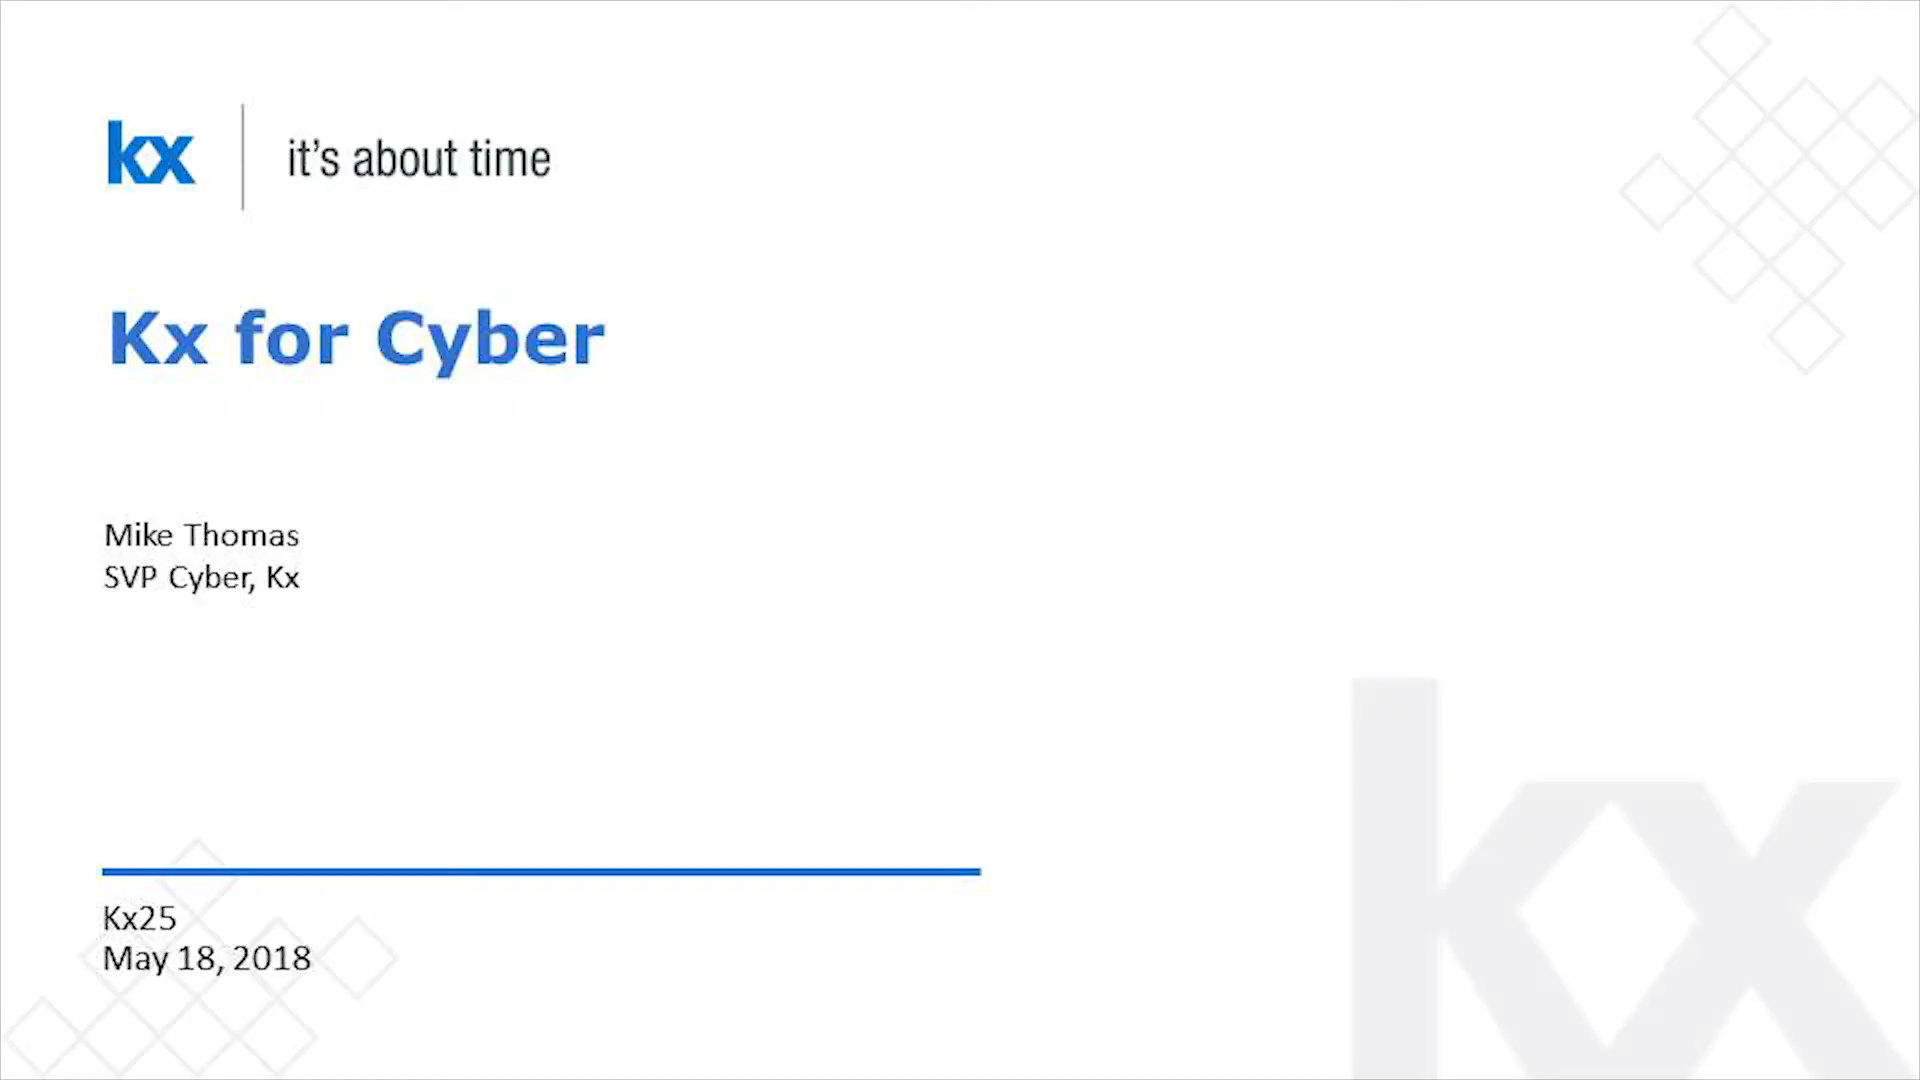 kx
it's about time
Kx for Cyber
Mike Thomas
SVP Cyber, Kx
Kx25
May 18, 2018
kx